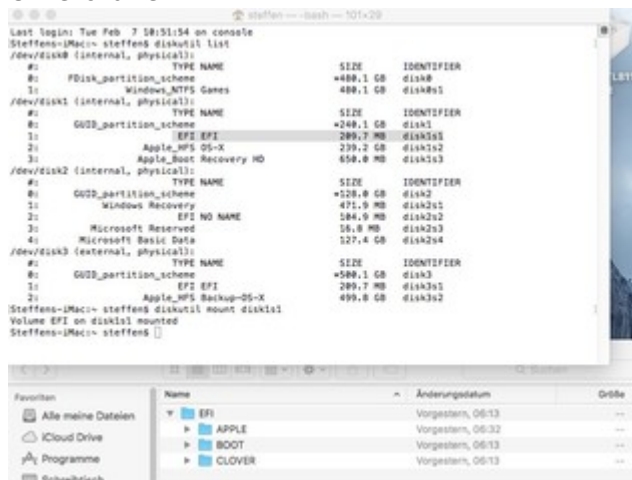 steffen — -bash — 101×29
Last login: Tue Feb 7 10:51:54 on console
Steffens-iMac:~ steffen$ diskutil list
/dev/disk0 (internal, physical):
#: TYPE NAME SIZE IDENTIFIER
0: FDisk_partition_scheme *480.1 GB disk0
1: Windows_NTFS Games 480.1 GB disk0s1
/dev/disk1 (internal, physical):
#: TYPE NAME SIZE IDENTIFIER
0: GUID_partition_scheme *240.1 GB disk1
1: EFI EFI 209.7 MB disk1s1
2: Apple_HFS OS-X 239.2 GB disk1s2
3: Apple_Boot Recovery HD 650.0 MB disk1s3
/dev/disk2 (internal, physical):
#: TYPE NAME SIZE IDENTIFIER
0: GUID_partition_scheme *128.0 GB disk2
1: Windows Recovery 471.9 MB disk2s1
2: EFI NO NAME 104.9 MB disk2s2
3: Microsoft Reserved 16.8 MB disk2s3
4: Microsoft Basic Data 127.4 GB disk2s4
/dev/disk3 (external, physical):
#: TYPE NAME SIZE IDENTIFIER
0: GUID_partition_scheme *500.1 GB disk3
1: EFI EFI 209.7 MB disk3s1
2: Apple_HFS Backup-OS-X 499.8 GB disk3s2
Steffens-iMac:~ steffen$ diskutil mount disk1s1
Volume EFI on disk1s1 mounted
Steffens-iMac:~ steffen$
Suchen
Favoriten Name Änderungsdatum Größe
Alle meine Dateien EFI Vorgestern, 06:13 --
iCloud Drive APPLE Vorgestern, 06:32 --
BOOT Vorgestern, 06:13 --
Programme CLOVER Vorgestern, 06:13 --
Schreibtisch